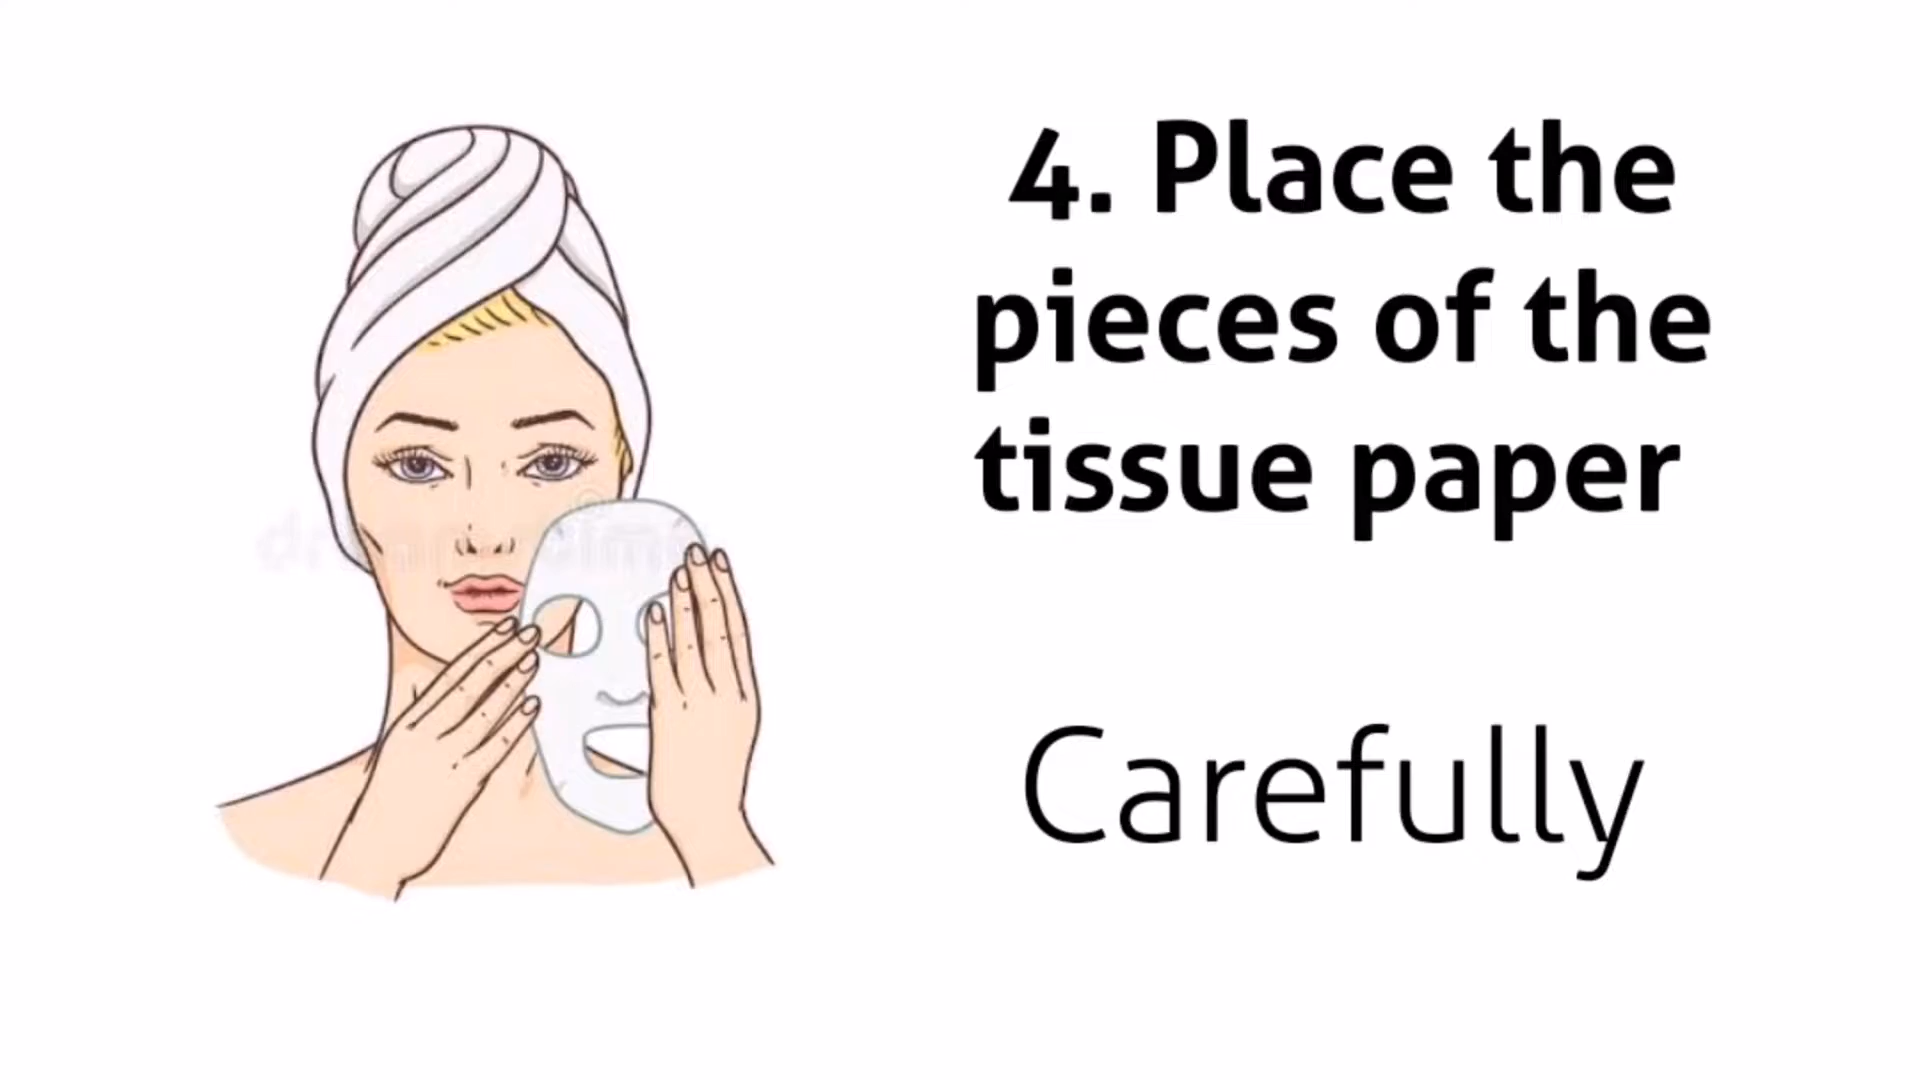 4. Place the
pieces of the
tissue paper
Carefully